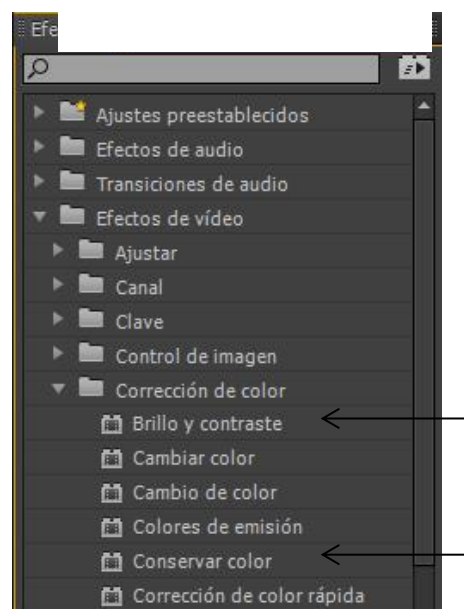 Efe
Ajustes preestablecidos
Efectos de audio
Transiciones de audio
Efectos de vídeo
Ajustar
Canal
Clave
Control de imagen
Corrección de color
Brillo y contraste
Cambiar color
Cambio de color
Colores de emisión
Conservar color
Corrección de color rápida